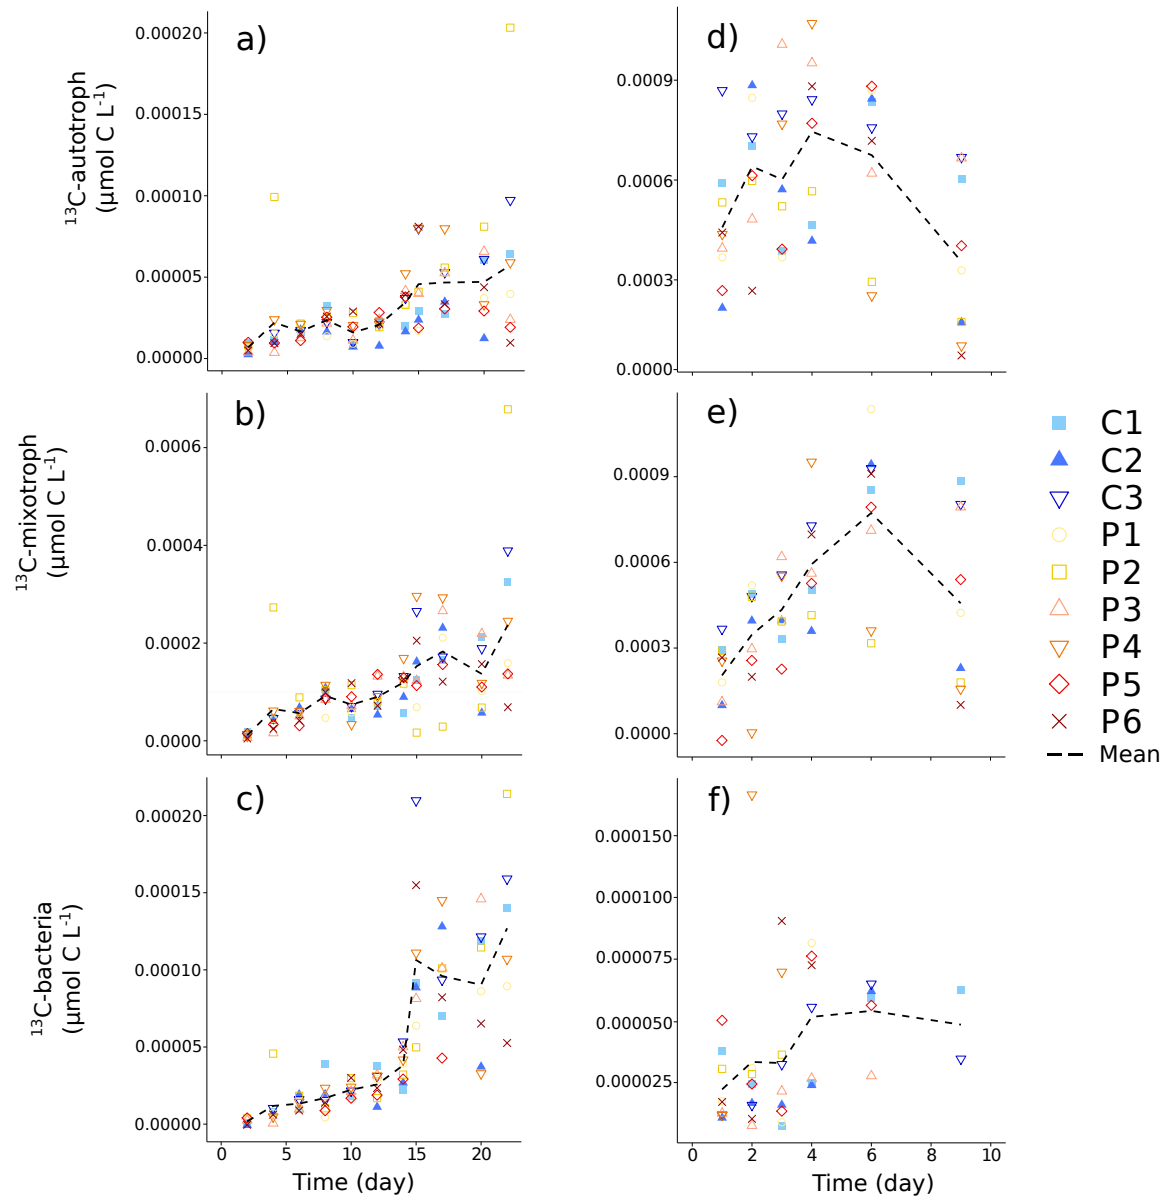 a)
0.00020
0.00015
0.00010
0.00005
0.00000
13C-autotroph
(µmol C L-1)
d)
0.0009
0.0006
0.0003
0.0000
b)
0.0006
0.0004
0.0002
0.0000
13C-mixotroph
(µmol C L-1)
e)
0.0009
0.0006
0.0003
0.0000
C1
C2
C3
P1
P2
P3
P4
P5
P6
Mean
c)
0.00020
0.00015
0.00010
0.00005
0.00000
13C-bacteria
(µmol C L-1)
0 5 10 15 20
Time (day)
f)
0.000150
0.000100
0.000075
0.000050
0.000025
0 2 4 6 8 10
Time (day)